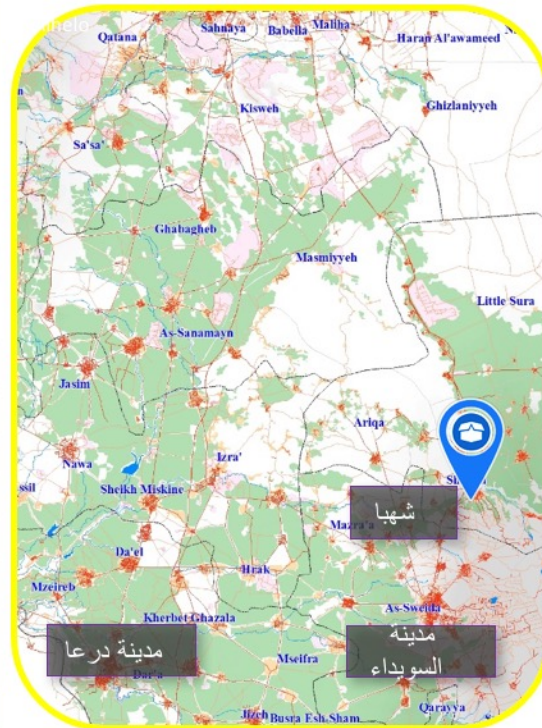 Sahnaya
Babella
Maliha
Qatana
Haran Al'awameed
Kisweh
Ghizlaniyyeh
Sa'sa'
Ghabagheb
Masmiyyeh
Little Sura
As-Sanamayn
Jasim
Ariqa
Nawa
Izra'
Sheikh Miskine
شهبا
Mazra'a
Da'el
Hrak
Mzeireb
As-Sweida
Kherbet Ghazala
مدينة
السويداء
مدينة درعا
Mseifra
Dar'a
Qarayya
Jizeh
Busra Esh-Sham